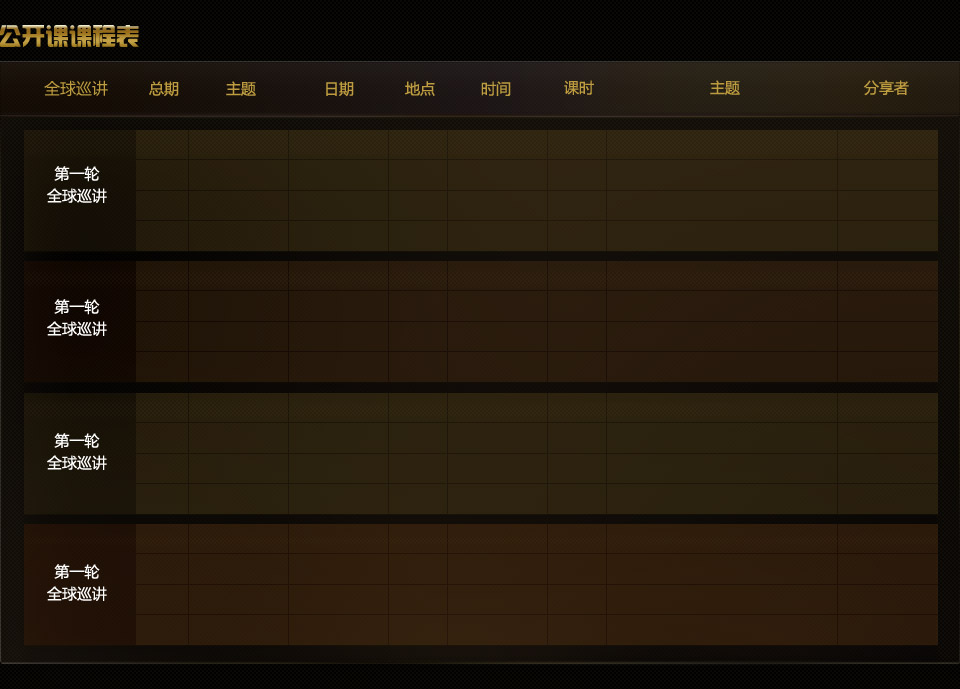 公开课课程表
全球巡讲 总期 主题 日期 地点 时间 课时 主题 分享者
第一轮
全球巡讲
第一轮
全球巡讲
第一轮
全球巡讲
第一轮
全球巡讲